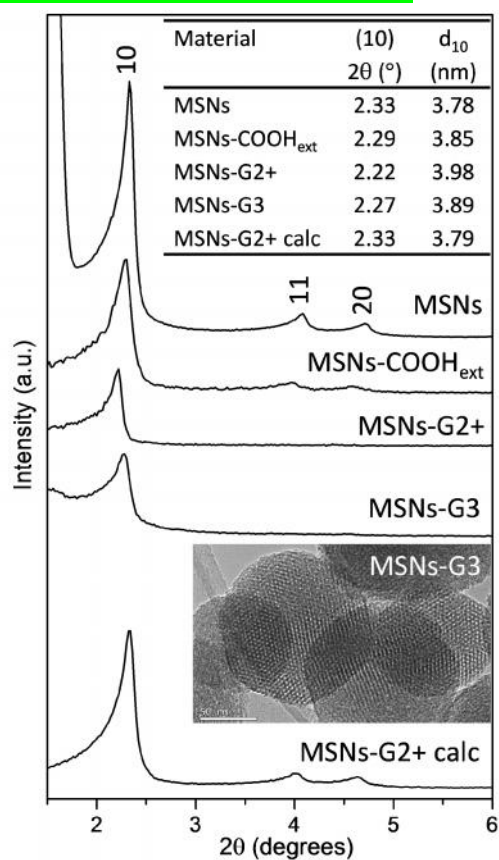 Material (10) d₁₀
2θ (°) (nm)
MSNs 2.33 3.78
MSNs-COOHₑₓₜ 2.29 3.85
MSNs-G2+ 2.22 3.98
MSNs-G3 2.27 3.89
MSNs-G2+ calc 2.33 3.79
10
11
20
MSNs
MSNs-COOHₑₓₜ
MSNs-G2+
MSNs-G3
MSNs-G3
50 nm
MSNs-G2+ calc
Intensity (a.u.)
2 3 4 5 6
2θ (degrees)